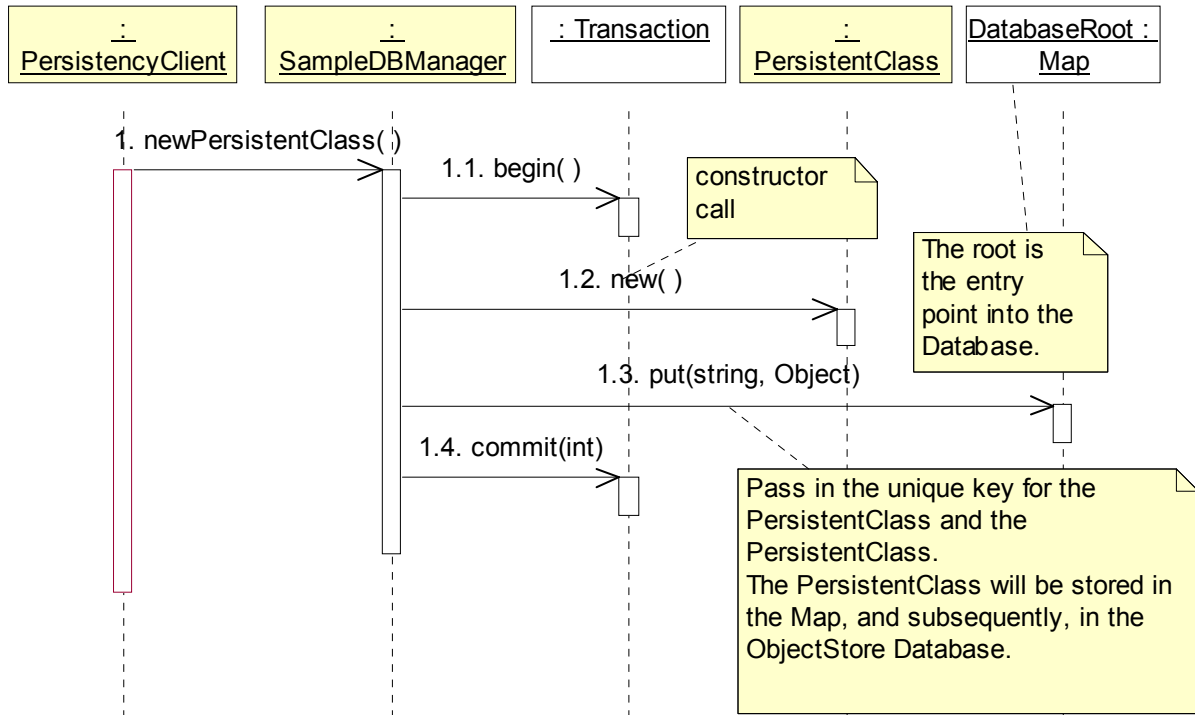 :
PersistencyClient
:
SampleDBManager
: Transaction
:
PersistentClass
DatabaseRoot :
Map
1. newPersistentClass( )
1.1. begin( )
constructor
call
1.2. new( )
The root is
the entry
point into the
Database.
1.3. put(string, Object)
1.4. commit(int)
Pass in the unique key for the
PersistentClass and the
PersistentClass.
The PersistentClass will be stored in
the Map, and subsequently, in the
ObjectStore Database.